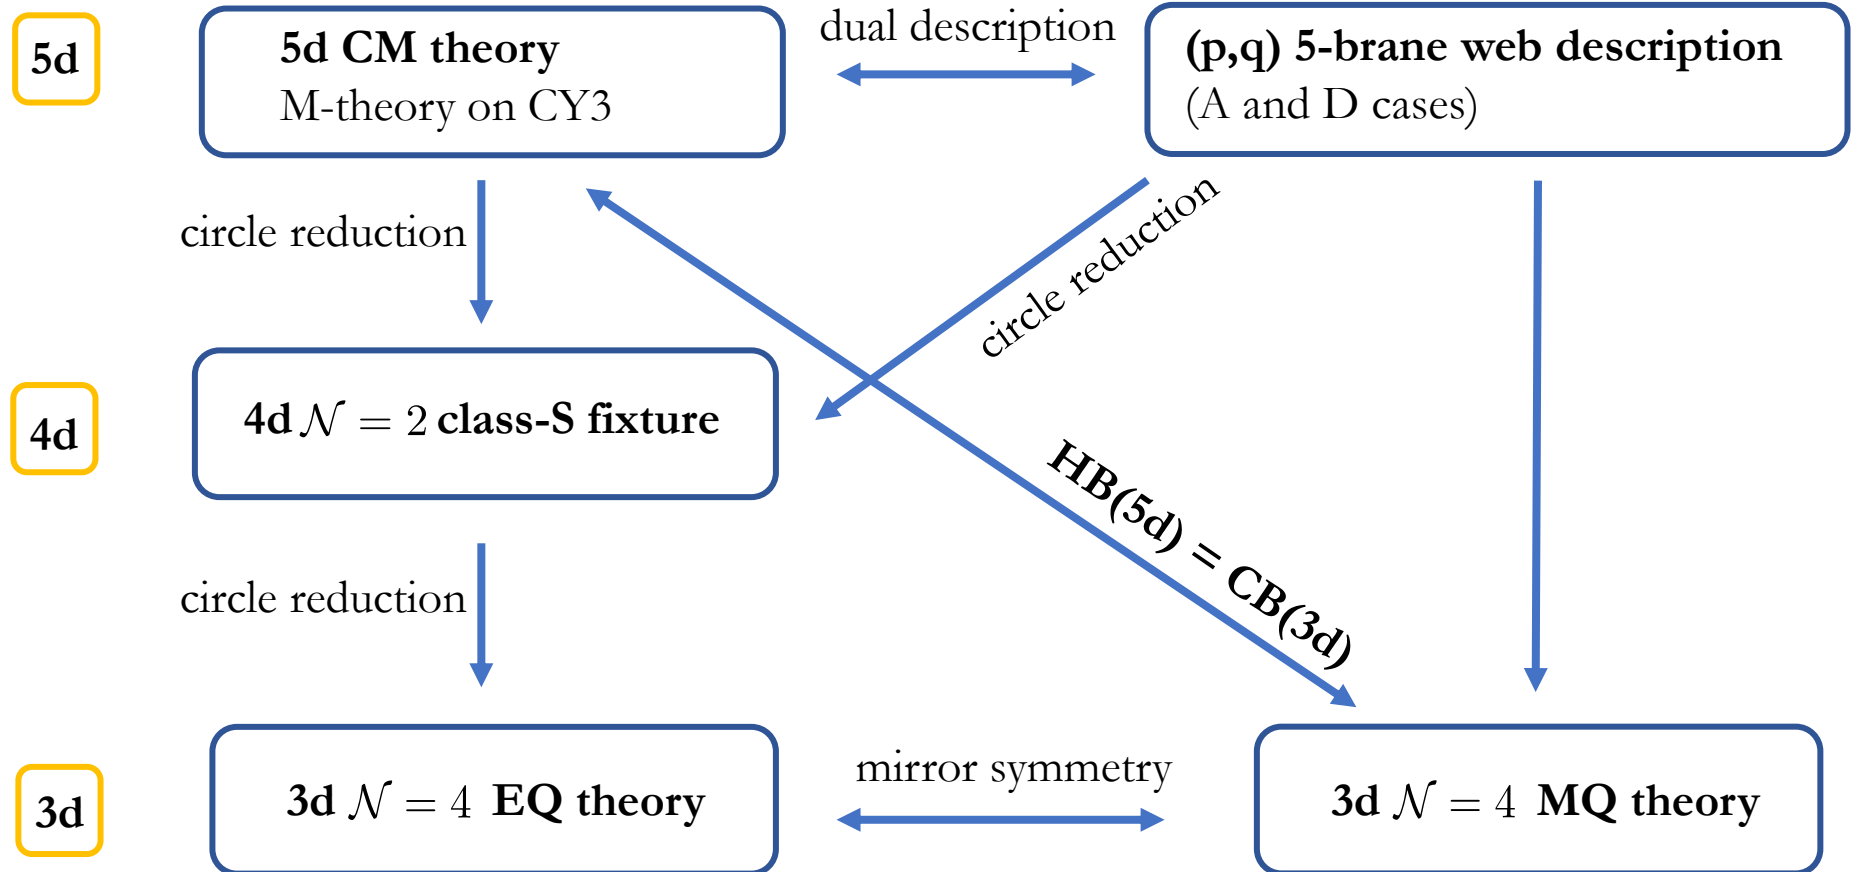 5d
5d CM theory
M-theory on CY3
dual description
(p,q) 5-brane web description
(A and D cases)
circle reduction
circle reduction
4d
4d 𝒩 = 2 class-S fixture
HB(5d) = CB(3d)
circle reduction
3d
3d 𝒩 = 4 EQ theory
mirror symmetry
3d 𝒩 = 4 MQ theory